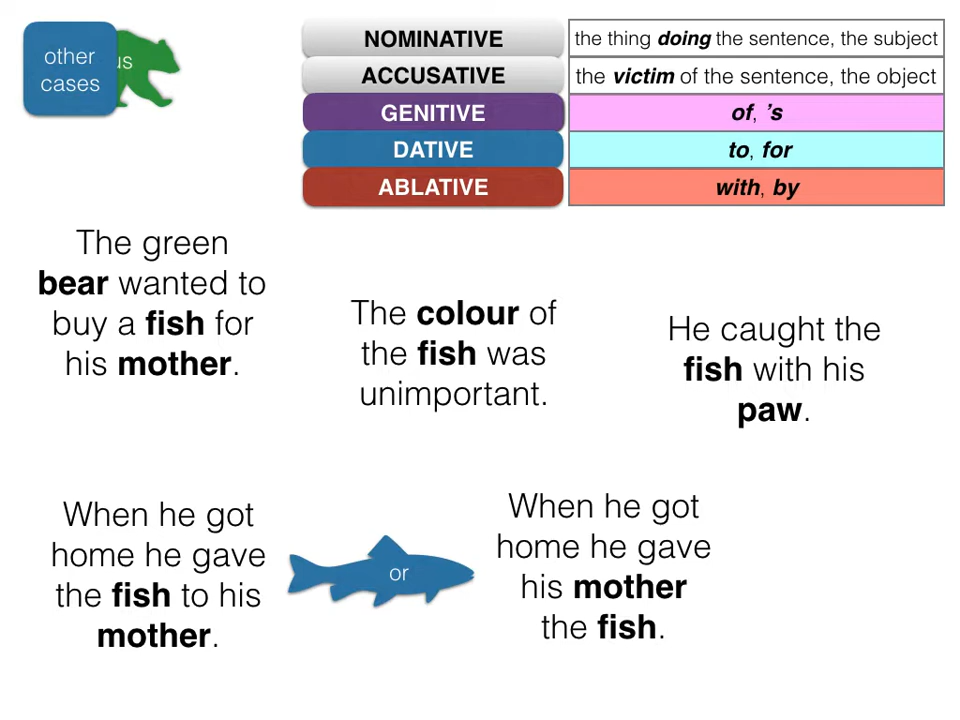 other
cases
us
NOMINATIVE
the thing doing the sentence, the subject
ACCUSATIVE
the victim of the sentence, the object
GENITIVE
of, 's
DATIVE
to, for
ABLATIVE
with, by
The green
bear wanted to
buy a fish for
his mother.
The colour of
the fish was
unimportant.
He caught the
fish with his
paw.
When he got
home he gave
the fish to his
mother.
or
When he got
home he gave
his mother
the fish.